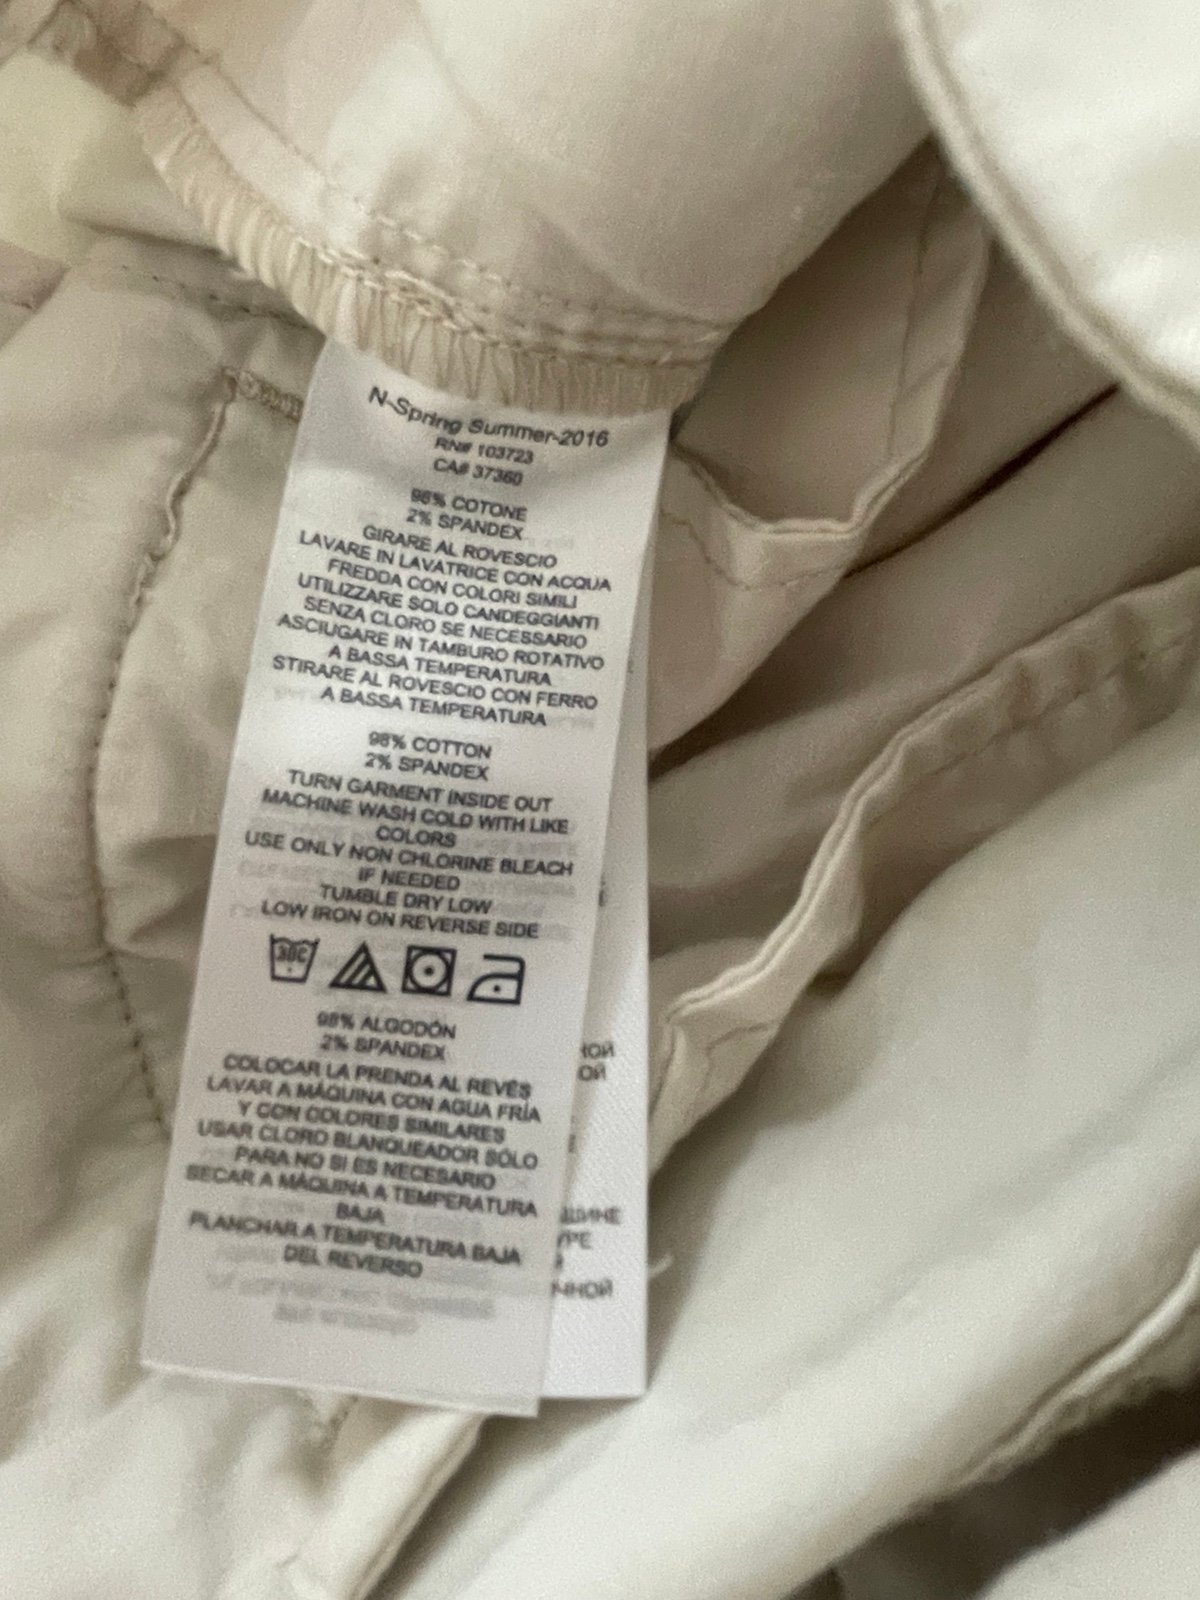 N-Spring Summer-2016
RN# 103723
CA# 37360
98% COTONE
2% SPANDEX
GIRARE AL ROVESCIO
LAVARE IN LAVATRICE CON ACQUA
FREDDA CON COLORI SIMILI
UTILIZZARE SOLO CANDEGGIANTI
SENZA CLORO SE NECESSARIO
ASCIUGARE IN TAMBURO ROTATIVO
A BASSA TEMPERATURA
STIRARE AL ROVESCIO CON FERRO
A BASSA TEMPERATURA
98% COTTON
2% SPANDEX
TURN GARMENT INSIDE OUT
MACHINE WASH COLD WITH LIKE
COLORS
USE ONLY NON CHLORINE BLEACH
IF NEEDED
TUMBLE DRY LOW
LOW IRON ON REVERSE SIDE
30C
98% ALGODÓN
2% SPANDEX
COLOCAR LA PRENDA AL REVÉS
LAVAR A MÁQUINA CON AGUA FRÍA
Y CON COLORES SIMILARES
USAR CLORO BLANQUEADOR SÓLO
PARA NO SI ES NECESARIO
SECAR A MÁQUINA A TEMPERATURA
BAJA
PLANCHAR A TEMPERATURA BAJA
DEL REVERSO